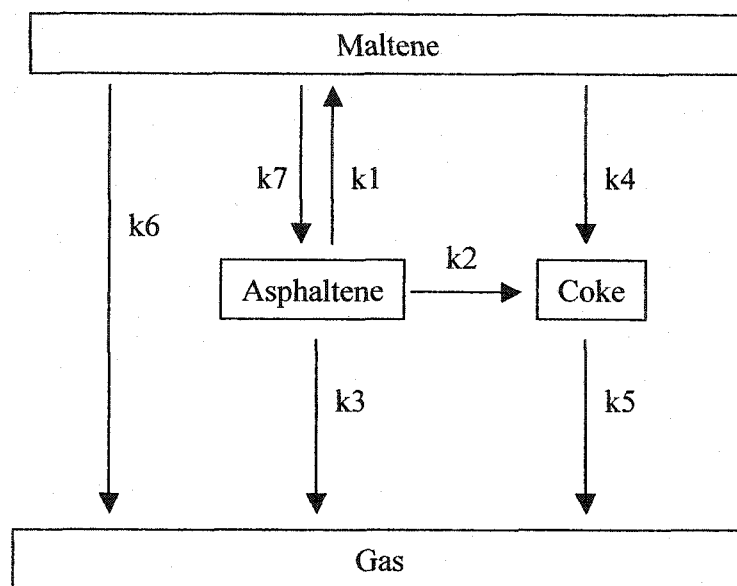 Maltene
k7 k1 k4
k6
k2
Asphaltene Coke
k3 k5
Gas